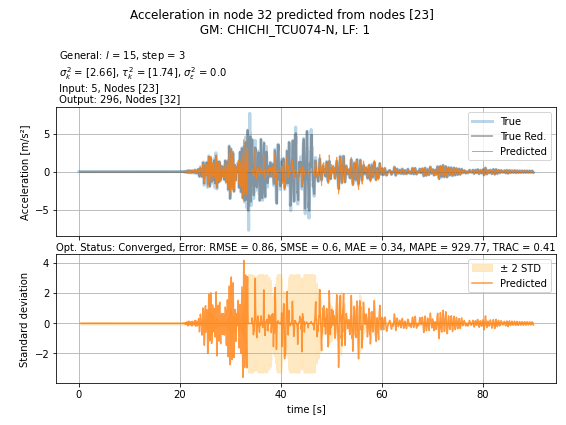 Acceleration in node 32 predicted from nodes [23]
GM: CHICHI_TCU074-N, LF: 1
General: l = 15, step = 3
σ²ₖ = [2.66], τ²ₖ = [1.74], σ²ε = 0.0
Input: 5, Nodes [23]
Output: 296, Nodes [32]
Acceleration [m/s²]
5
0
−5
True
True Red.
Predicted
Opt. Status: Converged, Error: RMSE = 0.86, SMSE = 0.6, MAE = 0.34, MAPE = 929.77, TRAC = 0.41
Standard deviation
4
2
0
−2
± 2 STD
Predicted
0 20 40 60 80
time [s]